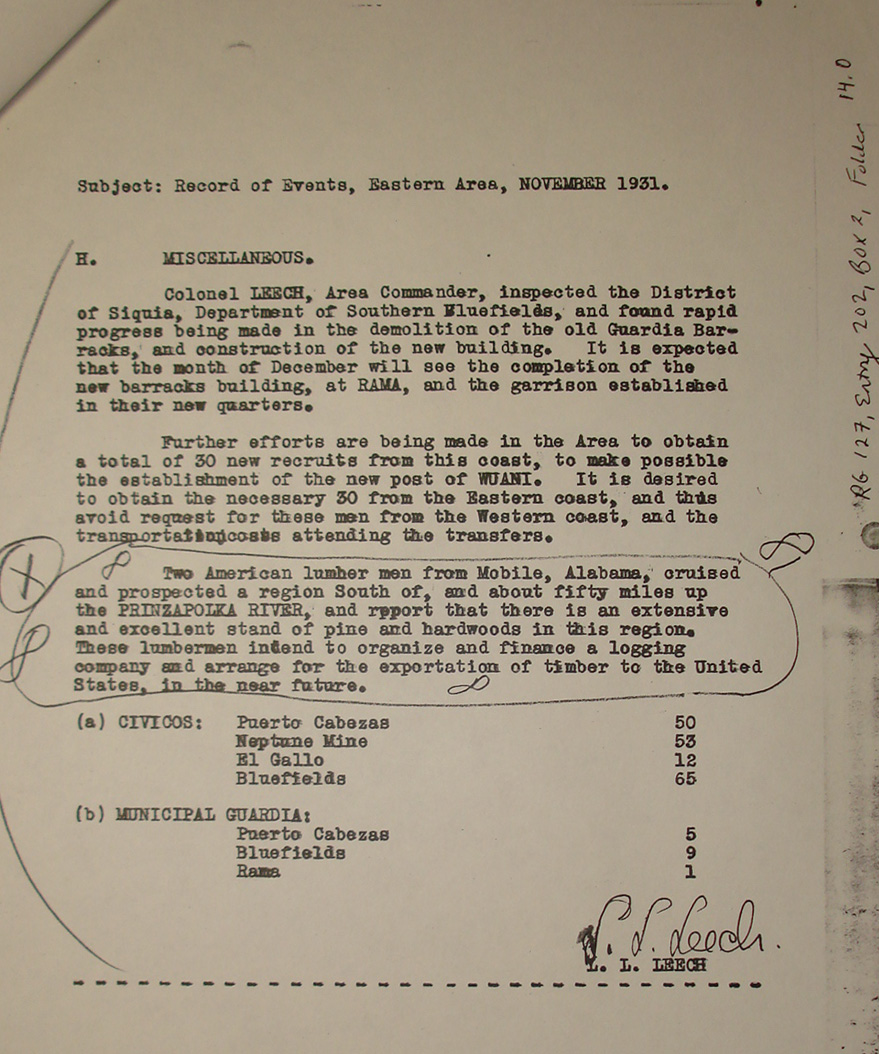 Subject: Record of Events, Eastern Area, NOVEMBER 1931.
H. MISCELLANEOUS.
Colonel LEECH, Area Commander, inspected the District
of Siquia, Department of Southern Bluefields, and found rapid
progress being made in the demolition of the old Guardia Bar-
racks, and construction of the new building. It is expected
that the month of December will see the completion of the
new barracks building, at RAMA, and the garrison established
in their new quarters.
Further efforts are being made in the Area to obtain
a total of 30 new recruits from this coast, to make possible
the establishment of the new post of WUANI. It is desired
to obtain the necessary 30 from the Eastern coast, and thus
avoid request for these men from the Western coast, and the
transportation costs attending the transfers.
Two American lumber men from Mobile, Alabama, cruised
and prospected a region South of, and about fifty miles up
the PRINZAPOLKA RIVER, and report that there is an extensive
and excellent stand of pine and hardwoods in this region.
These lumbermen intend to organize and finance a logging
company and arrange for the exportation of timber to the United
States, in the near future.
(a) CIVICOS: Puerto Cabezas 50
Neptune Mine 53
El Gallo 12
Bluefields 65
(b) MUNICIPAL GUARDIA:
Puerto Cabezas 5
Bluefields 9
Rama 1
L. L. Leech.
L. L. LEECH
RG 127, Entry 202, Box 2, Folder 14.0